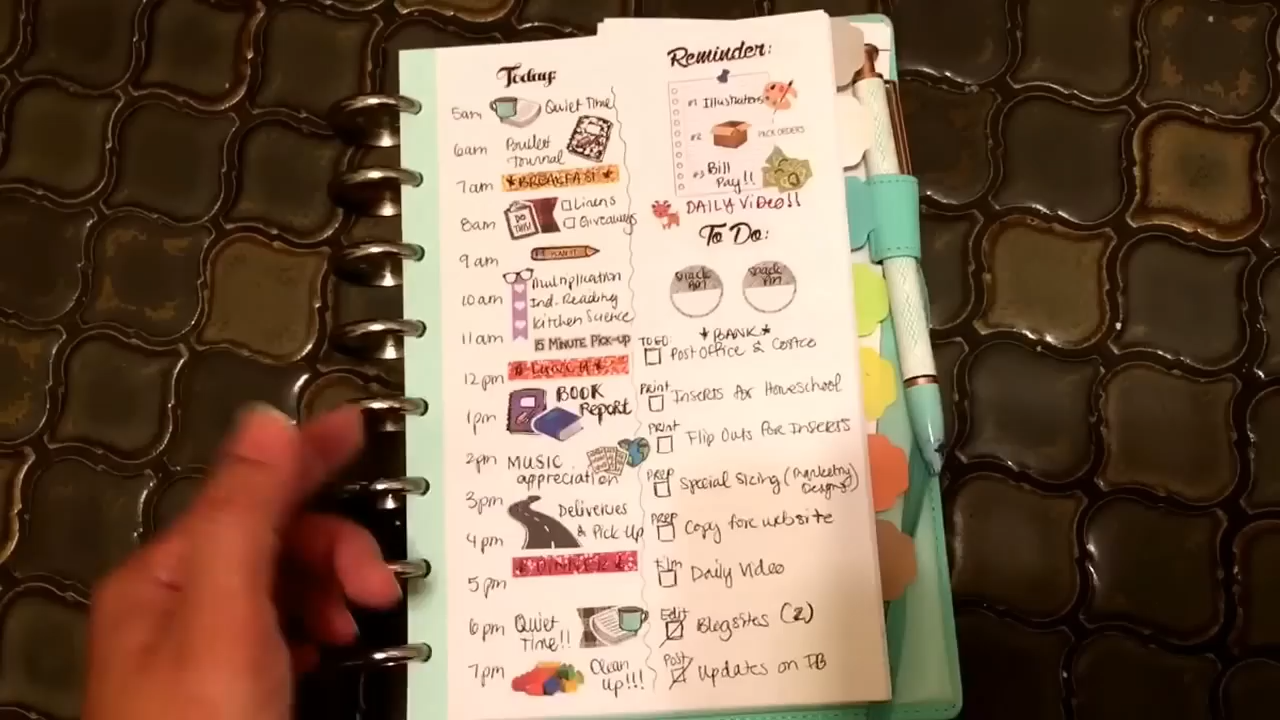 Today
5am Quiet Time
6am Bullet
Journal
7am *BREAKFAST*
8am DO THIS! Linens
Giveaways
9am PLAN IT
Multiplication
10am Ind. Reading
Kitchen Science
11am 15 MINUTE PICK-UP
12pm LUNCH
1pm BOOK
Report
2pm MUSIC
appreciation
3pm Deliveries
4pm & Pick Up
DINNER
5pm
6pm Quiet
Time!!
7pm Clean
up!!!
Reminder:
#1 Illustrations
#2 PACK ORDERS
#3 Bill
Pay!!
DAILY VIDEO!!
To Do:
Snack Snack
*BANK*
TO GO Post Office & Costco
Print Inserts for Homeschool
PRINT Flip Outs for Inserts
PREP Special Sizing (Marketing
Designs)
PREP Copy for website
Film Daily Video
Edit Blogsites (2)
Post Updates on DB